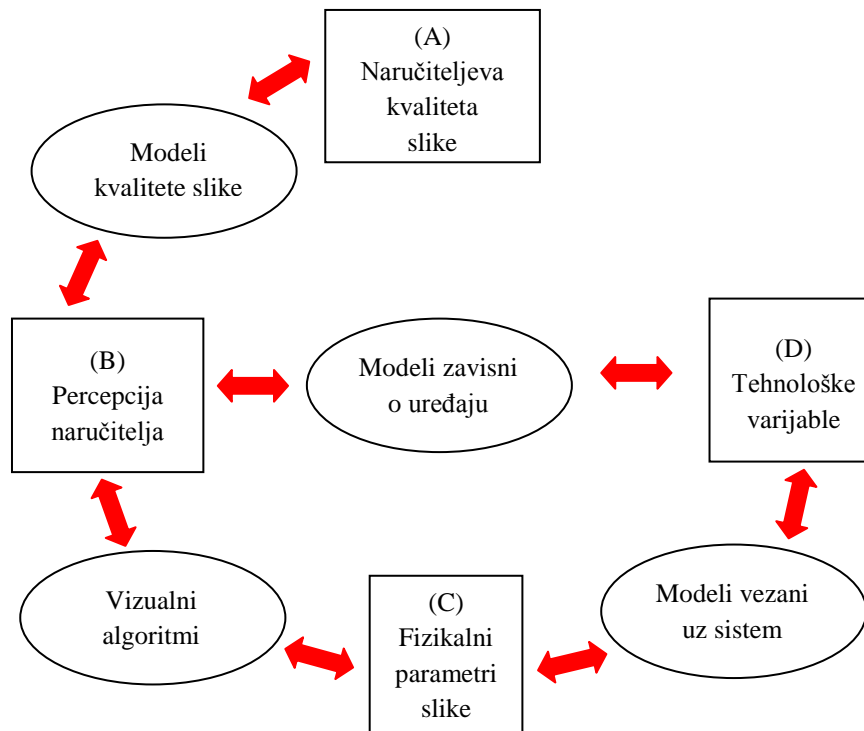 (A)
Naručiteljeva
kvaliteta
slike
Modeli
kvalitete slike
(B)
Percepcija
naručitelja
Modeli zavisni
o uređaju
(D)
Tehnološke
varijable
Vizualni
algoritmi
(C)
Fizikalni
parametri
slike
Modeli vezani
uz sistem